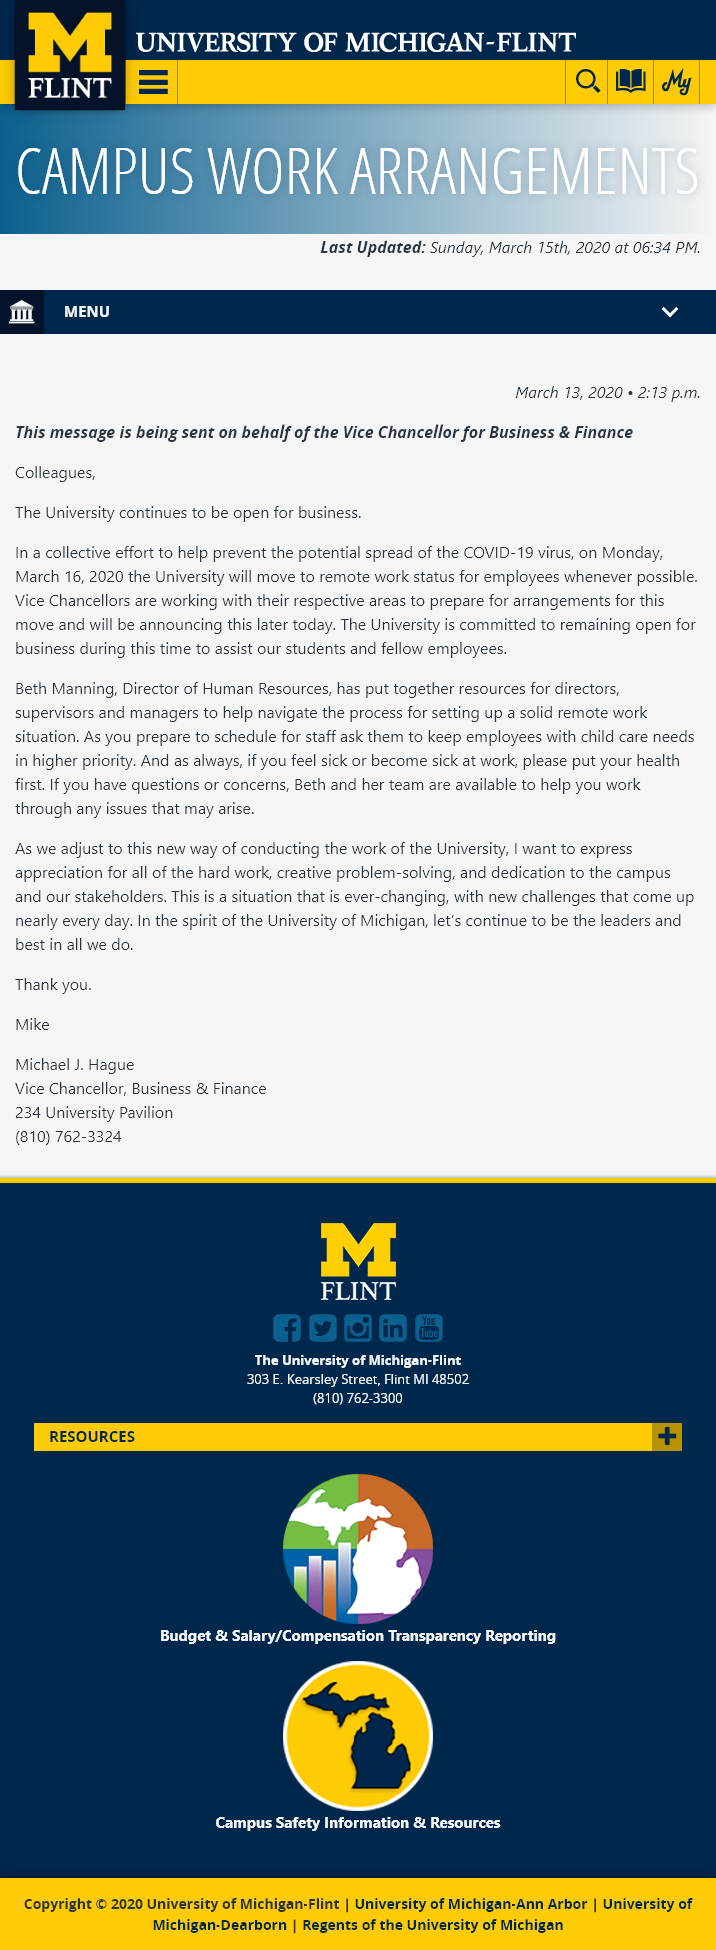 M
FLINT
UNIVERSITY OF MICHIGAN-FLINT
My
CAMPUS WORK ARRANGEMENTS
Last Updated: Sunday, March 15th, 2020 at 06:34 PM.
MENU
March 13, 2020 • 2:13 p.m.
This message is being sent on behalf of the Vice Chancellor for Business & Finance
Colleagues,
The University continues to be open for business.
In a collective effort to help prevent the potential spread of the COVID-19 virus, on Monday,
March 16, 2020 the University will move to remote work status for employees whenever possible.
Vice Chancellors are working with their respective areas to prepare for arrangements for this
move and will be announcing this later today. The University is committed to remaining open for
business during this time to assist our students and fellow employees.
Beth Manning, Director of Human Resources, has put together resources for directors,
supervisors and managers to help navigate the process for setting up a solid remote work
situation. As you prepare to schedule for staff ask them to keep employees with child care needs
in higher priority. And as always, if you feel sick or become sick at work, please put your health
first. If you have questions or concerns, Beth and her team are available to help you work
through any issues that may arise.
As we adjust to this new way of conducting the work of the University, I want to express
appreciation for all of the hard work, creative problem-solving, and dedication to the campus
and our stakeholders. This is a situation that is ever-changing, with new challenges that come up
nearly every day. In the spirit of the University of Michigan, let's continue to be the leaders and
best in all we do.
Thank you.
Mike
Michael J. Hague
Vice Chancellor, Business & Finance
234 University Pavilion
(810) 762-3324
M
FLINT
You Tube
The University of Michigan-Flint
303 E. Kearsley Street, Flint MI 48502
(810) 762-3300
RESOURCES
Budget & Salary/Compensation Transparency Reporting
Campus Safety Information & Resources
Copyright © 2020 University of Michigan-Flint | University of Michigan-Ann Arbor | University of
Michigan-Dearborn | Regents of the University of Michigan